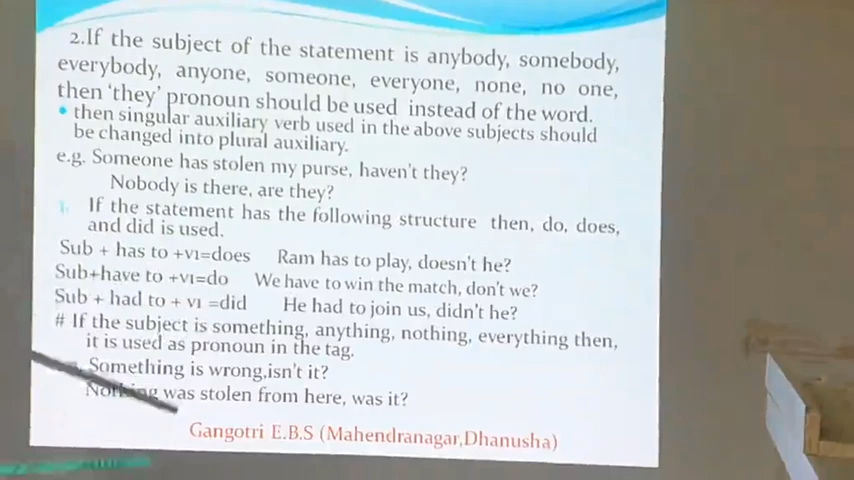 2.If the subject of the statement is anybody, somebody,
everybody, anyone, someone, everyone, none, no one,
then 'they' pronoun should be used instead of the word.
• then singular auxiliary verb used in the above subjects should
be changed into plural auxiliary.
e.g. Someone has stolen my purse, haven't they?
Nobody is there, are they?
1. If the statement has the following structure then, do, does,
and did is used.
Sub + has to +v1=does Ram has to play, doesn't he?
Sub+have to +v1=do We have to win the match, don't we?
Sub + had to + v1 =did He had to join us, didn't he?
# If the subject is something, anything, nothing, everything then,
it is used as pronoun in the tag.
Something is wrong,isn't it?
Nothing was stolen from here, was it?
Gangotri E.B.S (Mahendranagar,Dhanusha)